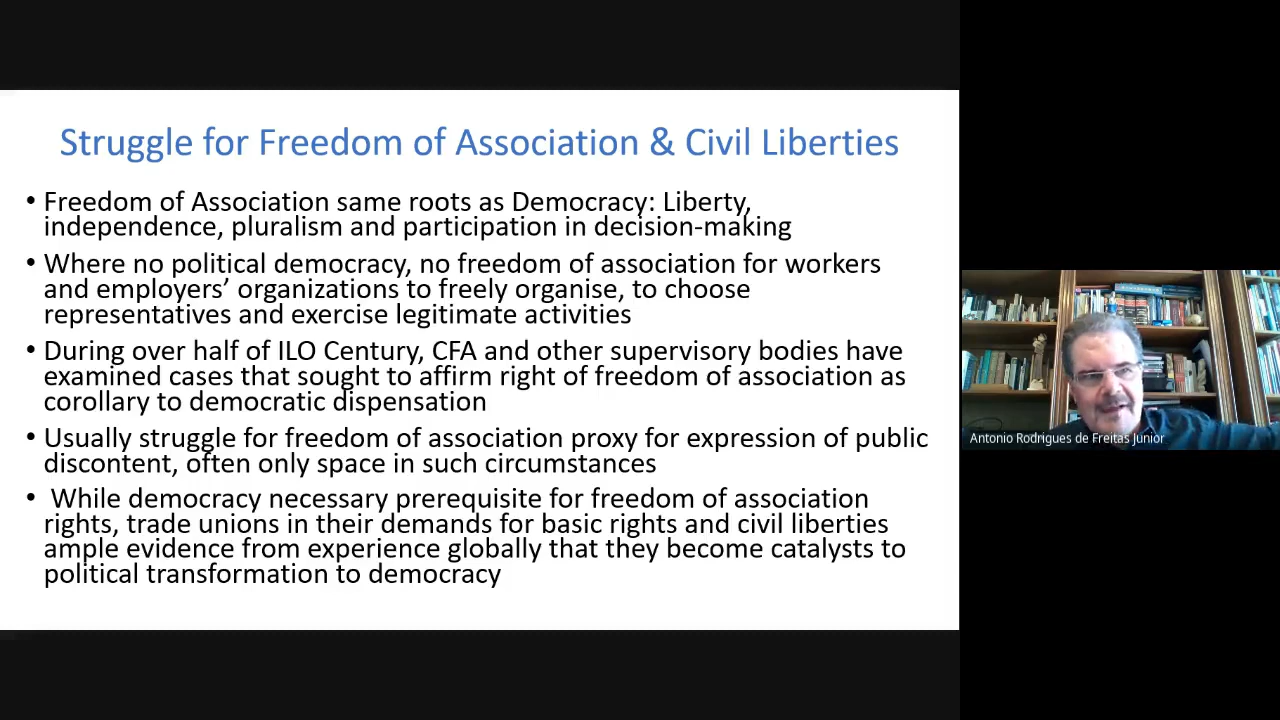 Struggle for Freedom of Association & Civil Liberties
• Freedom of Association same roots as Democracy: Liberty,
independence, pluralism and participation in decision-making
• Where no political democracy, no freedom of association for workers
and employers’ organizations to freely organise, to choose
representatives and exercise legitimate activities
• During over half of ILO Century, CFA and other supervisory bodies have
examined cases that sought to affirm right of freedom of association as
corollary to democratic dispensation
• Usually struggle for freedom of association proxy for expression of public
discontent, often only space in such circumstances
• While democracy necessary prerequisite for freedom of association
rights, trade unions in their demands for basic rights and civil liberties
ample evidence from experience globally that they become catalysts to
political transformation to democracy
Antonio Rodrigues de Freitas Junior